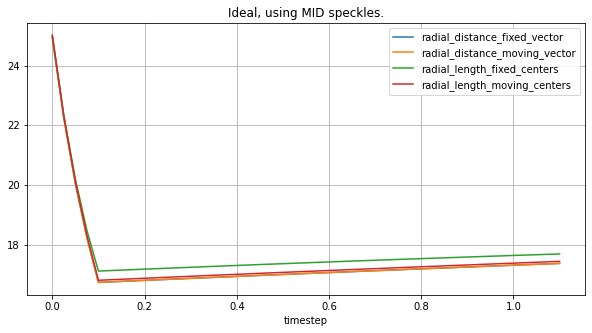 Ideal, using MID speckles.
radial_distance_fixed_vector
radial_distance_moving_vector
radial_length_fixed_centers
radial_length_moving_centers
24
22
20
18
0.0 0.2 0.4 0.6 0.8 1.0
timestep